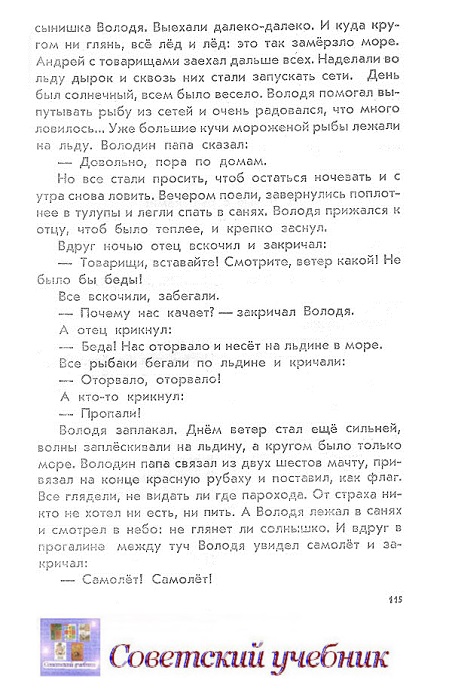 сынишка Володя. Выехали далеко-далеко. И куда кру-
гом ни глянь, всё лёд и лёд: это так замёрзло море.
Андрей с товарищами заехал дальше всех. Наделали во
льду дырок и сквозь них стали запускать сети. День
был солнечный, всем было весело. Володя помогал вы-
путывать рыбу из сетей и очень радовался, что много
ловилось... Уже большие кучи мороженой рыбы лежали
на льду. Володин папа сказал:
— Довольно, пора по домам.
Но все стали просить, чтоб остаться ночевать и с
утра снова ловить. Вечером поели, завернулись поплот-
нее в тулупы и легли спать в санях. Володя прижался к
отцу, чтоб было теплее, и крепко заснул.
Вдруг ночью отец вскочил и закричал:
— Товарищи, вставайте! Смотрите, ветер какой! Не
было бы беды!
Все вскочили, забегали.
— Почему нас качает? — закричал Володя.
А отец крикнул:
— Беда! Нас оторвало и несёт на льдине в море.
Все рыбаки бегали по льдине и кричали:
— Оторвало, оторвало!
А кто-то крикнул:
— Пропали!
Володя заплакал. Днём ветер стал ещё сильней,
волны заплёскивали на льдину, а кругом было только
море. Володин папа связал из двух шестов мачту, при-
вязал на конце красную рубаху и поставил, как флаг.
Все глядели, не видать ли где парохода. От страха ни-
кто не хотел ни есть, ни пить. А Володя лежал в санях
и смотрел в небо: не глянет ли солнышко. И вдруг в
прогалине между туч Володя увидел самолёт и за-
кричал:
— Самолёт! Самолёт!
115
Советский учебник
Советский учебник